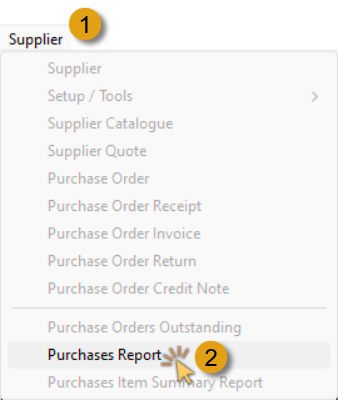 1
Supplier
Supplier
Setup / Tools
Supplier Catalogue
Supplier Quote
Purchase Order
Purchase Order Receipt
Purchase Order Invoice
Purchase Order Return
Purchase Order Credit Note
Purchase Orders Outstanding
Purchases Report 2
Purchases Item Summary Report